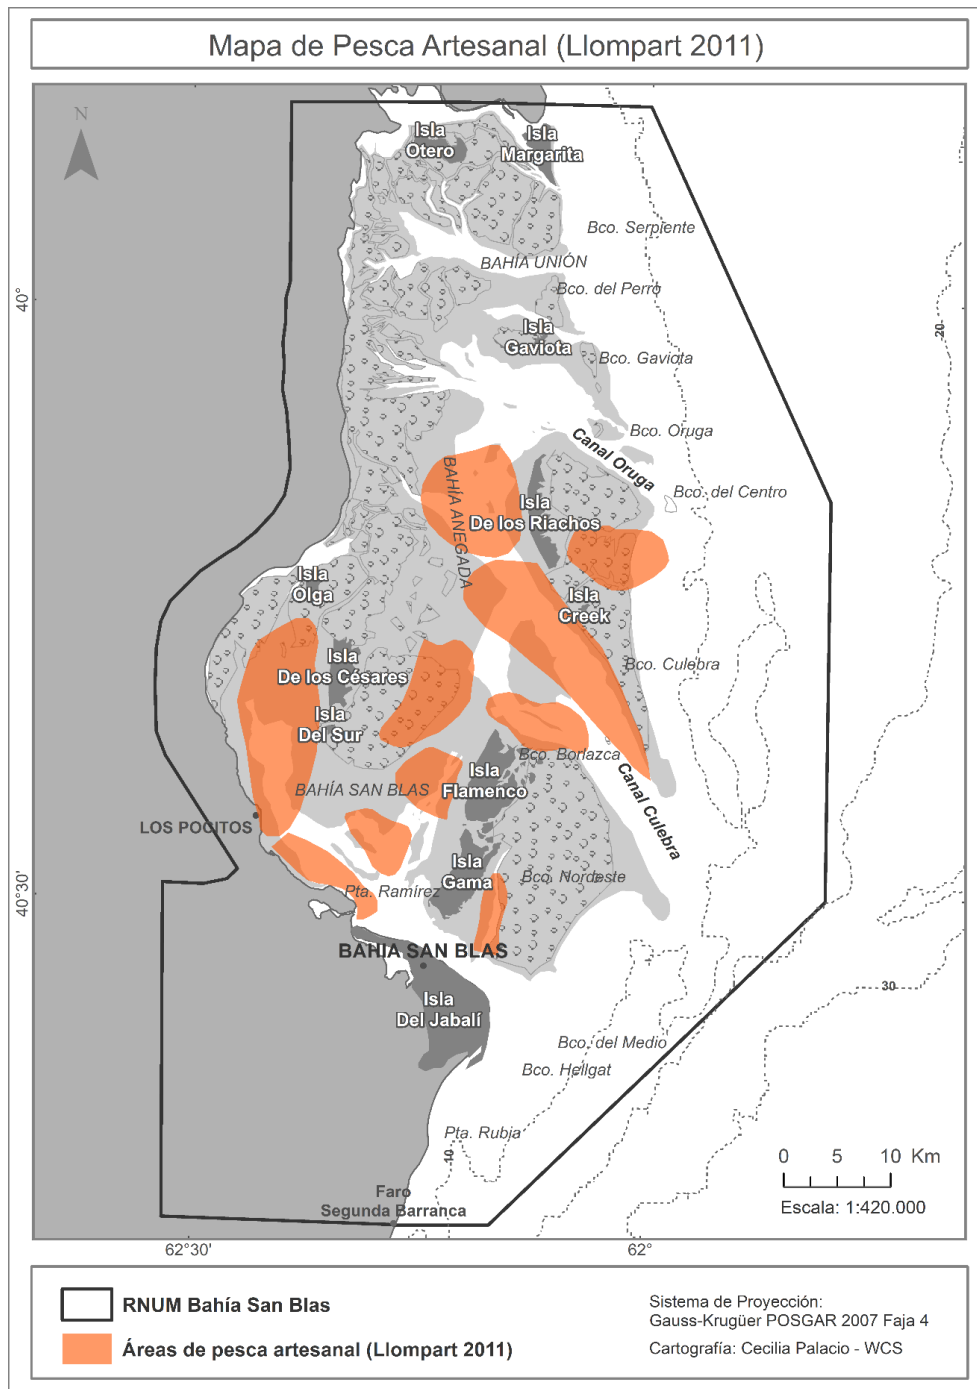 Mapa de Pesca Artesanal (Llompart 2011)
N
Isla
Otero
Isla
Margarita
Bco. Serpiente
BAHÍA UNIÓN
Bco. del Perro
40°
20
Isla
Gaviota
Bco. Gaviota
Bco. Oruga
Canal Oruga
BAHÍA ANEGADA
Bco. del Centro
Isla
De los Riachos
Isla
Olga
Isla
Creek
Isla
De los Césares
Bco. Culebra
Isla
Del Sur
Bco. Borlazca
Isla
Flamenco
BAHÍA SAN BLAS
Canal Culebra
LOS POCITOS
Isla
Gama
Bco. Nordeste
Pta. Ramírez
40°30'
BAHIA SAN BLAS
30
Isla
Del Jabalí
Bco. del Medio
Bco. Hellgat
Pta. Rubia
10
0 5 10 Km
Escala: 1:420.000
Faro
Segunda Barranca
62°30'
62°
RNUM Bahía San Blas
Áreas de pesca artesanal (Llompart 2011)
Sistema de Proyección:
Gauss-Krugüer POSGAR 2007 Faja 4
Cartografía: Cecilia Palacio - WCS